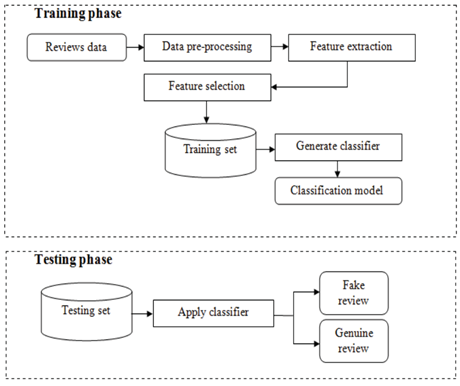 Training phase
Reviews data
Data pre-processing
Feature extraction
Feature selection
Training set
Generate classifier
Classification model
Testing phase
Testing set
Apply classifier
Fake
review
Genuine
review